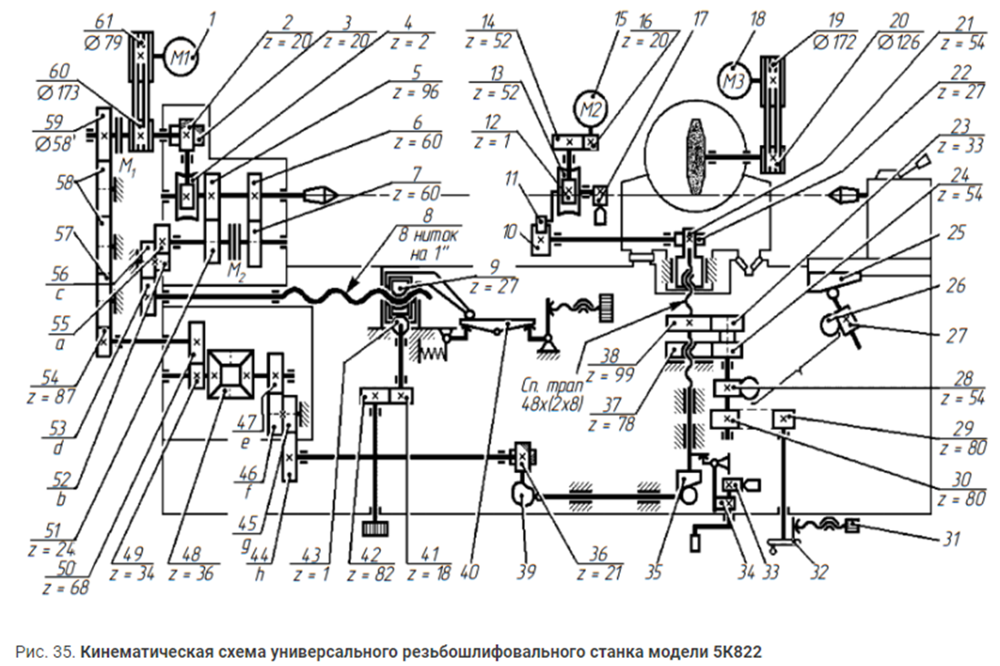 61
Ø 79
1
2
z = 20
3
z = 20
4
z = 2
14
z = 52
15
16
z = 20
17
18
19
Ø 172
20
Ø 126
21
z = 54
M1
60
Ø 173
5
z = 96
13
z = 52
M2
M3
22
z = 27
59
Ø 58'
M₁
6
z = 60
12
z = 1
23
z = 33
58
7
z = 60
11
24
z = 54
57
8
8 ниток
на 1"
10
25
56
c
M₂
9
z = 27
26
55
a
27
54
z = 87
Сп. трап
48x(2x8)
38
z = 99
28
z = 54
53
d
47
e
37
z = 78
29
z = 80
52
b
46
f
30
z = 80
51
z = 24
45
g
31
50
z = 68
49
z = 34
48
z = 36
44
h
43
z = 1
42
z = 82
41
z = 18
40
39
36
z = 21
35
34
33
32
Рис. 35. Кинематическая схема универсального резьбошлифовального станка модели 5К822